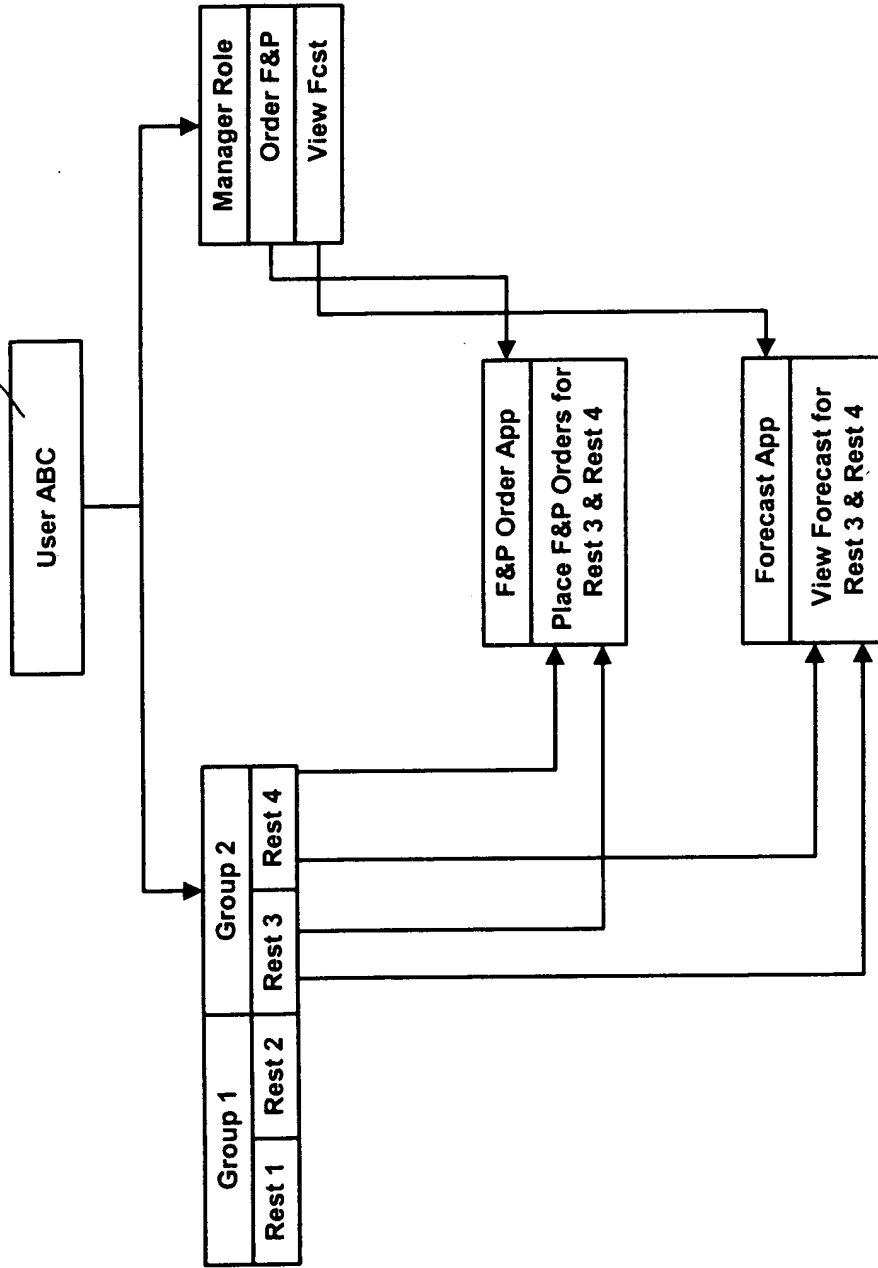 User ABC
Group 1
Group 2
Rest 1
Rest 2
Rest 3
Rest 4
Manager Role
Order F&P
View Fcst
F&P Order App
Place F&P Orders for
Rest 3 & Rest 4
Forecast App
View Forecast for
Rest 3 & Rest 4